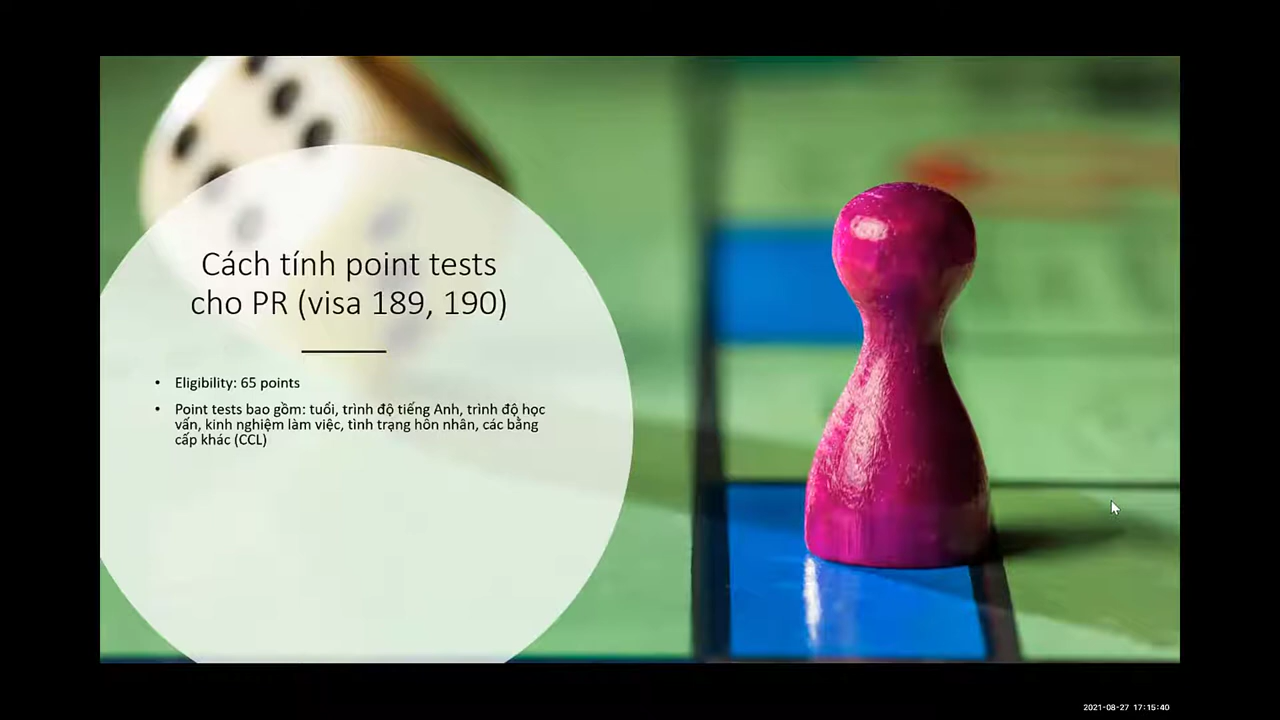 Cách tính point tests
cho PR (visa 189, 190)
• Eligibility: 65 points
• Point tests bao gồm: tuổi, trình độ tiếng Anh, trình độ học
vấn, kinh nghiệm làm việc, tình trạng hôn nhân, các bằng
cấp khác (CCL)
2021-08-27 17:15:40